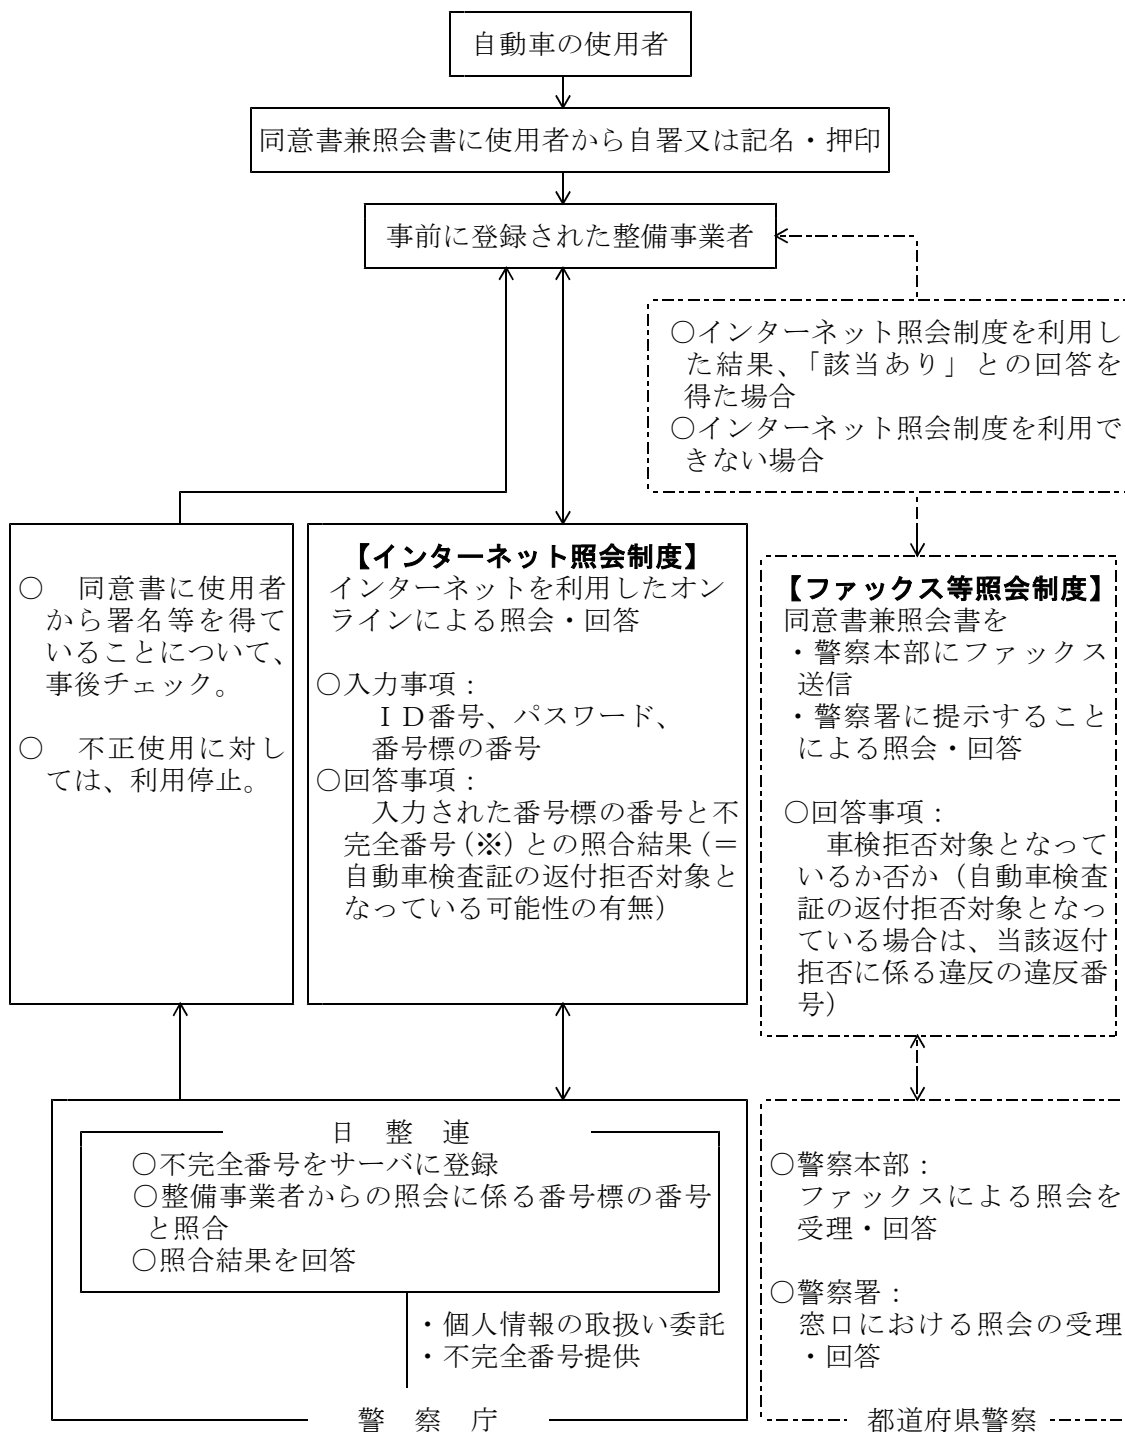 自動車の使用者
同意書兼照会書に使用者から自署又は記名・押印
事前に登録された整備事業者
○インターネット照会制度を利用し
た結果、「該当あり」との回答を
得た場合
○インターネット照会制度を利用で
きない場合
○　同意書に使用者
から署名等を得て
いることについて、
事後チェック。
○　不正使用に対し
ては、利用停止。
【インターネット照会制度】
インターネットを利用したオン
ラインによる照会・回答
○入力事項：
ＩＤ番号、パスワード、
番号標の番号
○回答事項：
入力された番号標の番号と不
完全番号(※)との照合結果(＝
自動車検査証の返付拒否対象と
なっている可能性の有無)
【ファックス等照会制度】
同意書兼照会書を
・警察本部にファックス
送信
・警察署に提示すること
による照会・回答
○回答事項：
車検拒否対象となって
いるか否か（自動車検査
証の返付拒否対象となっ
ている場合は、当該返付
拒否に係る違反の違反番
号）
日　整　連
○不完全番号をサーバに登録
○整備事業者からの照会に係る番号標の番号
と照合
○照合結果を回答
・個人情報の取扱い委託
・不完全番号提供
警　察　庁
○警察本部：
ファックスによる照会を
受理・回答
○警察署：
窓口における照会の受理
・回答
都道府県警察